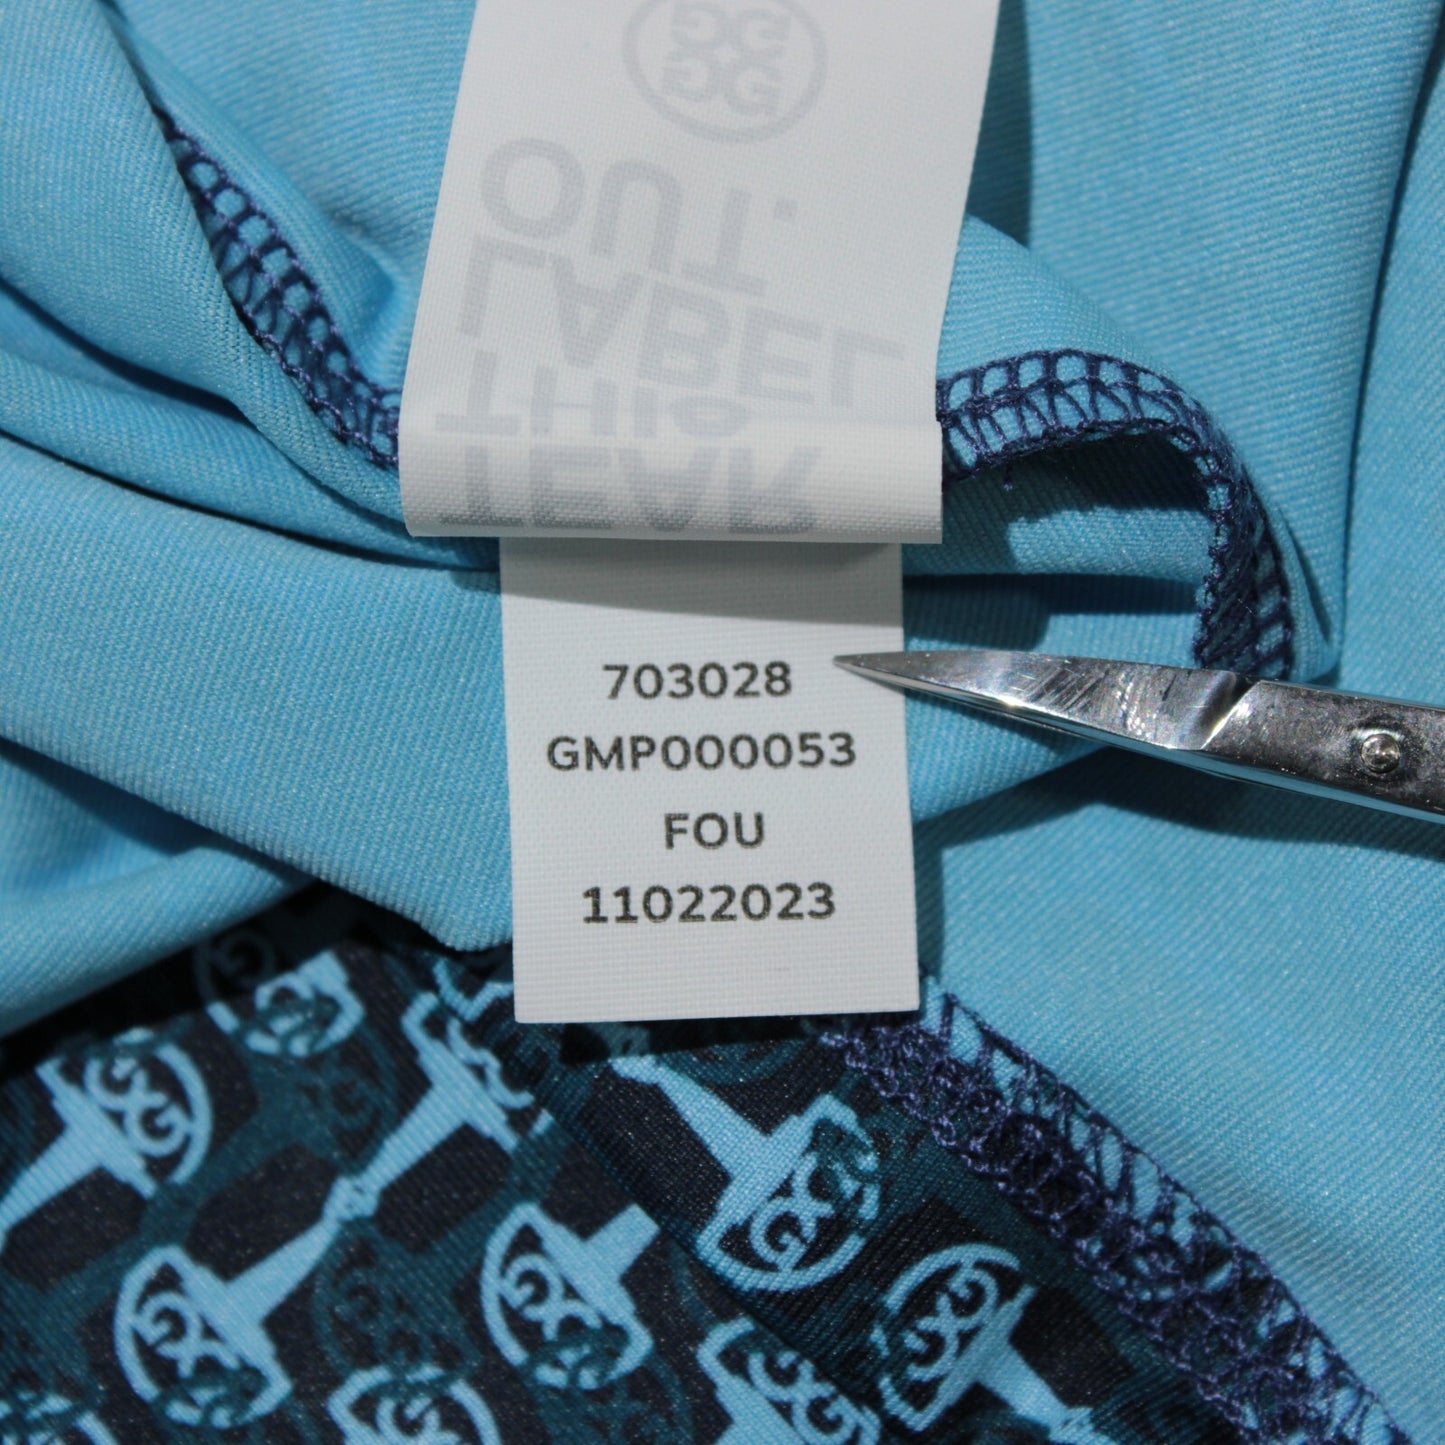 TEAR
THIS
LABEL
OUT.
703028
GMP000053
FOU
11022023